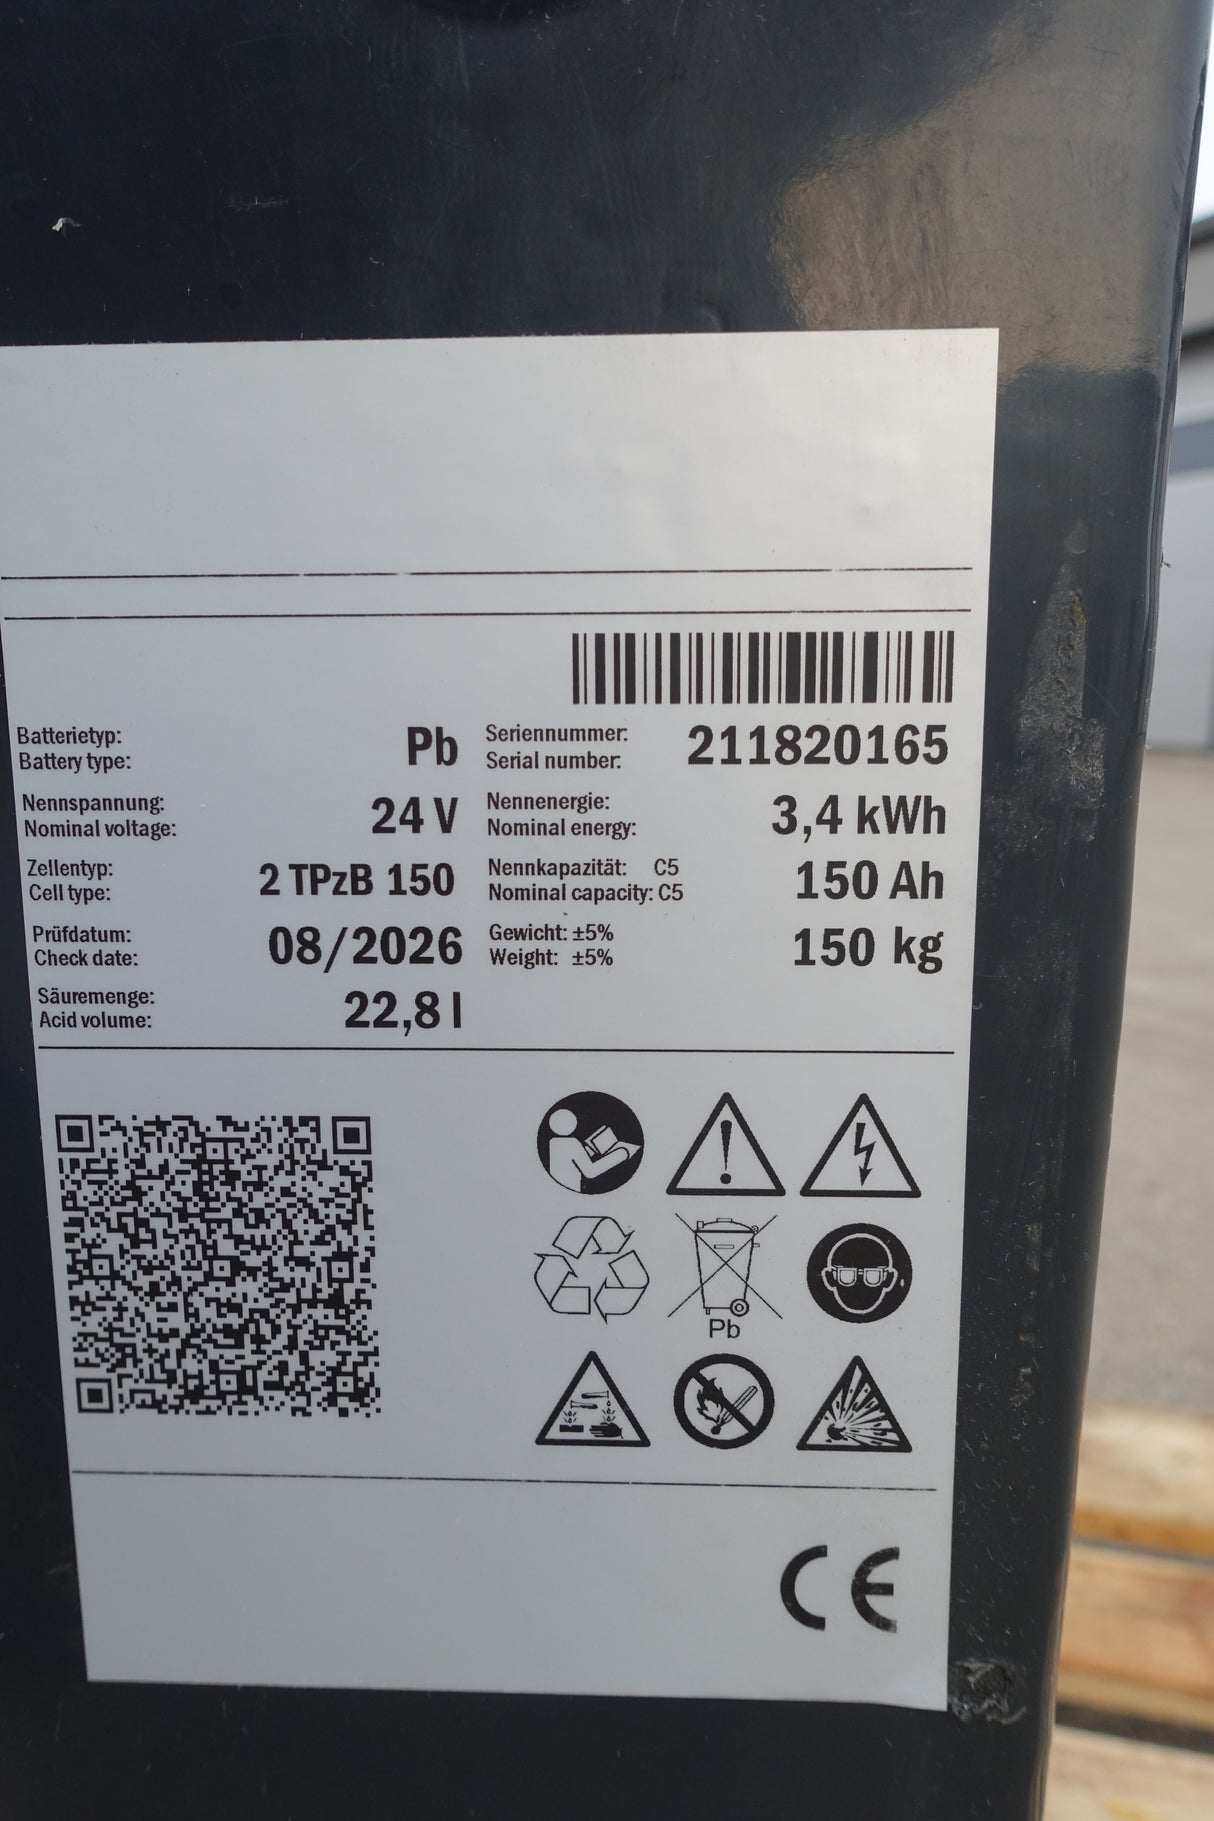 Batterietyp:
Battery type:
Pb
Seriennummer:
Serial number:
211820165
Nennspannung:
Nominal voltage:
24 V
Nennenergie:
Nominal energy:
3,4 kWh
Zellentyp:
Cell type:
2 TPzB 150
Nennkapazität: C5
Nominal capacity: C5
150 Ah
Prüfdatum:
Check date:
08/2026
Gewicht: ±5%
Weight: ±5%
150 kg
Säuremenge:
Acid volume:
22,8 l
Pb
CE